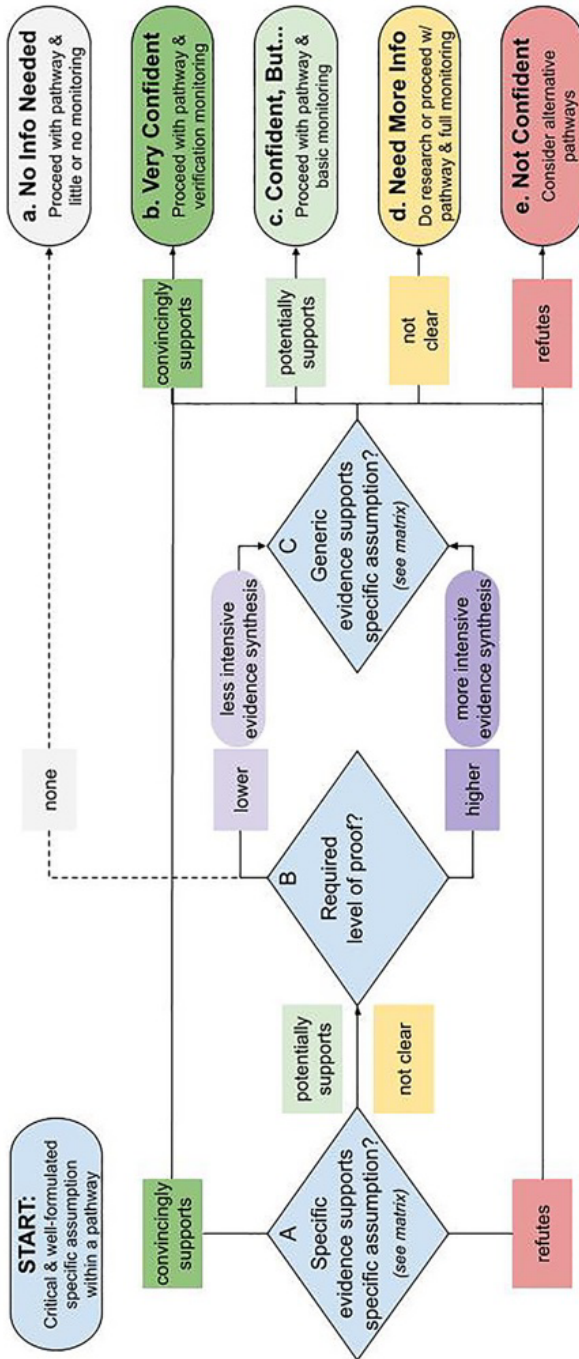 START:
Critical & well-formulated
specific assumption
within a pathway
A
Specific
evidence supports
specific assumption?
(see matrix)
convincingly
supports
potentially
supports
not clear
refutes
B
Required
level of proof?
none
lower
less intensive
evidence synthesis
higher
more intensive
evidence synthesis
C
Generic
evidence supports
specific assumption?
(see matrix)
convincingly
supports
potentially
supports
not
clear
refutes
a. No Info Needed
Proceed with pathway &
little or no monitoring
b. Very Confident
Proceed with pathway &
verification monitoring
c. Confident, But...
Proceed with pathway &
basic monitoring
d. Need More Info
Do research or proceed w/
pathway & full monitoring
e. Not Confident
Consider alternative
pathways